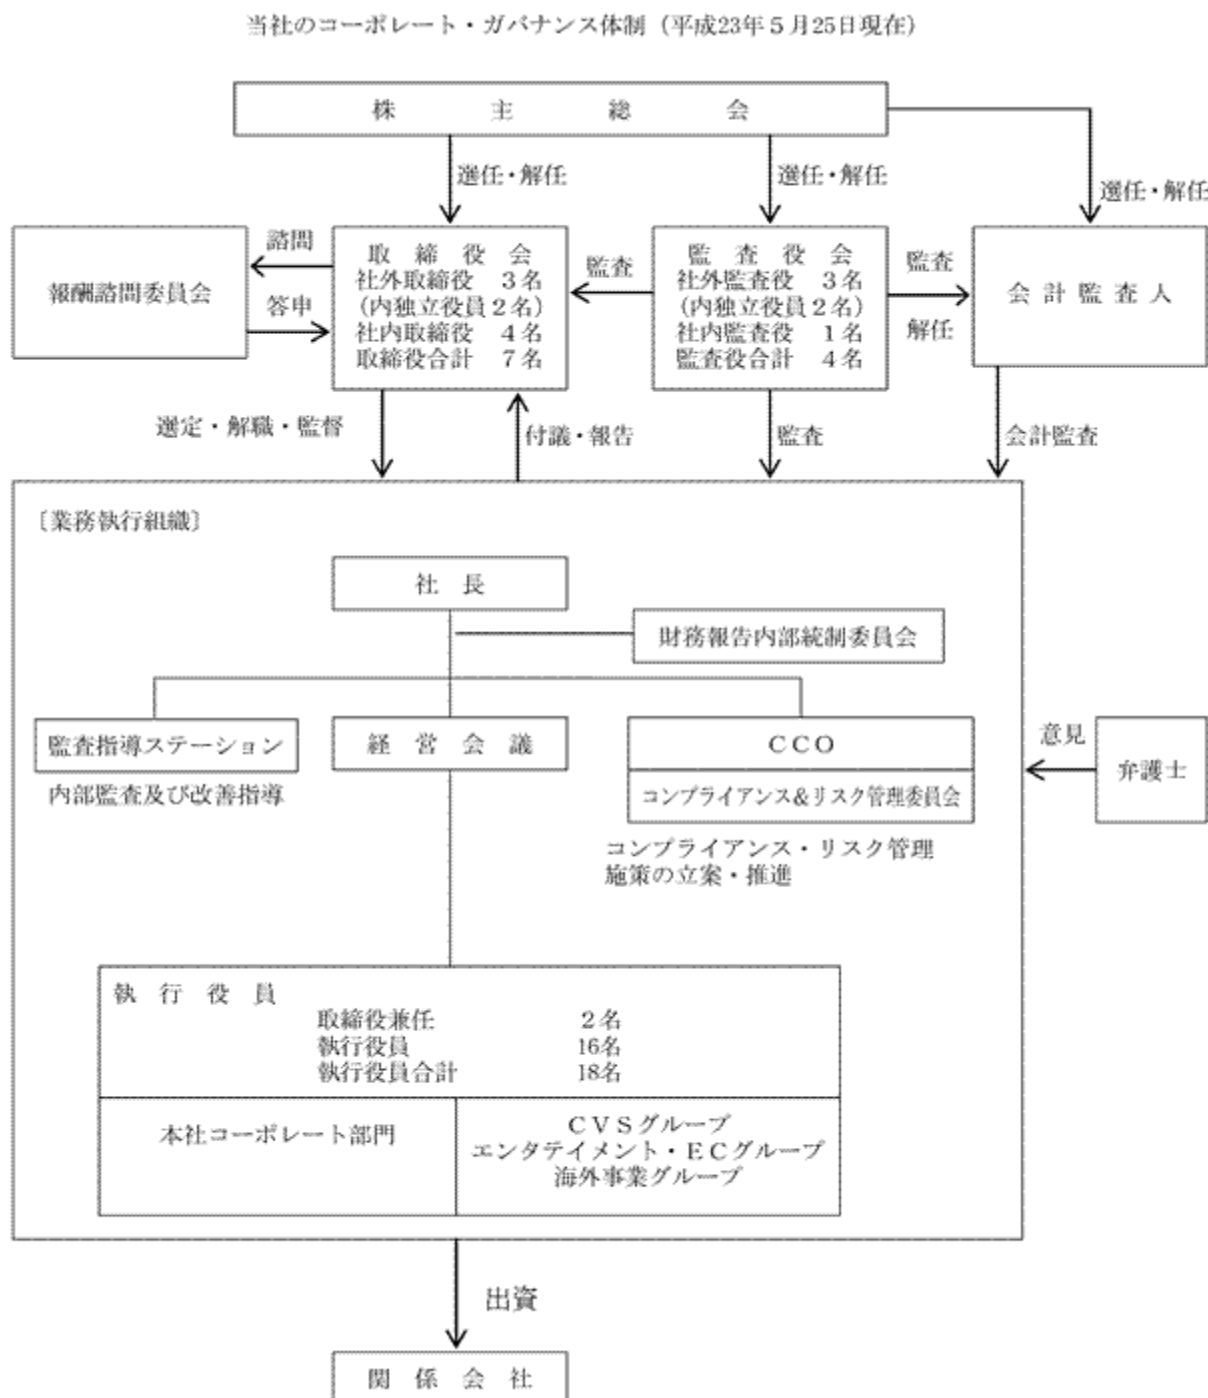 当社のコーポレート・ガバナンス体制（平成23年５月25日現在）
株主総会
選任・解任
選任・解任
選任・解任
報酬諮問委員会
諮問
答申
取締役会
社外取締役 ３名
（内独立役員２名）
社内取締役 ４名
取締役合計 ７名
監査
監査役会
社外監査役 ３名
（内独立役員２名）
社内監査役 １名
監査役合計 ４名
監査
解任
会計監査人
選定・解職・監督
付議・報告
監査
会計監査
〔業務執行組織〕
社長
財務報告内部統制委員会
監査指導ステーション
内部監査及び改善指導
経営会議
ＣＣＯ
コンプライアンス＆リスク管理委員会
コンプライアンス・リスク管理
施策の立案・推進
意見
弁護士
執行役員
取締役兼任 ２名
執行役員 16名
執行役員合計 18名
本社コーポレート部門
ＣＶＳグループ
エンタテイメント・ＥＣグループ
海外事業グループ
出資
関係会社